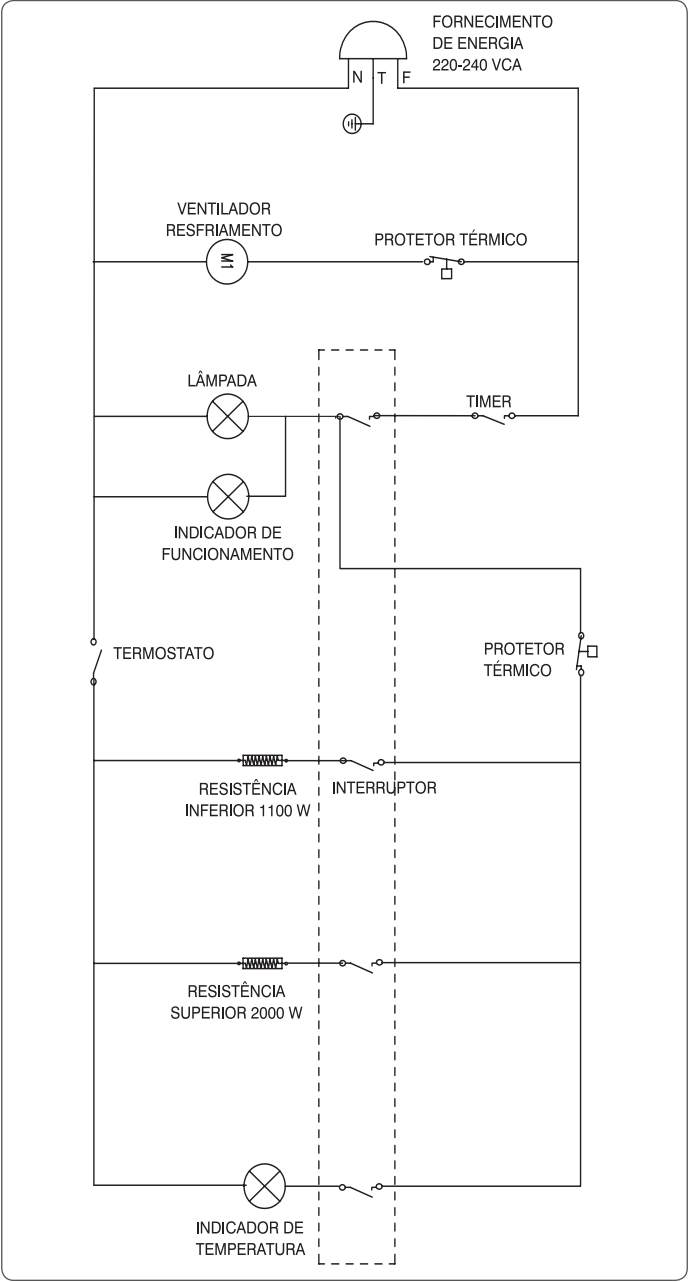 FORNECIMENTO
DE ENERGIA
220-240 VCA
N T F
VENTILADOR
RESFRIAMENTO
M1
PROTETOR TÉRMICO
LÂMPADA
TIMER
INDICADOR DE
FUNCIONAMENTO
TERMOSTATO
PROTETOR
TÉRMICO
RESISTÊNCIA
INFERIOR 1100 W
INTERRUPTOR
RESISTÊNCIA
SUPERIOR 2000 W
INDICADOR DE
TEMPERATURA